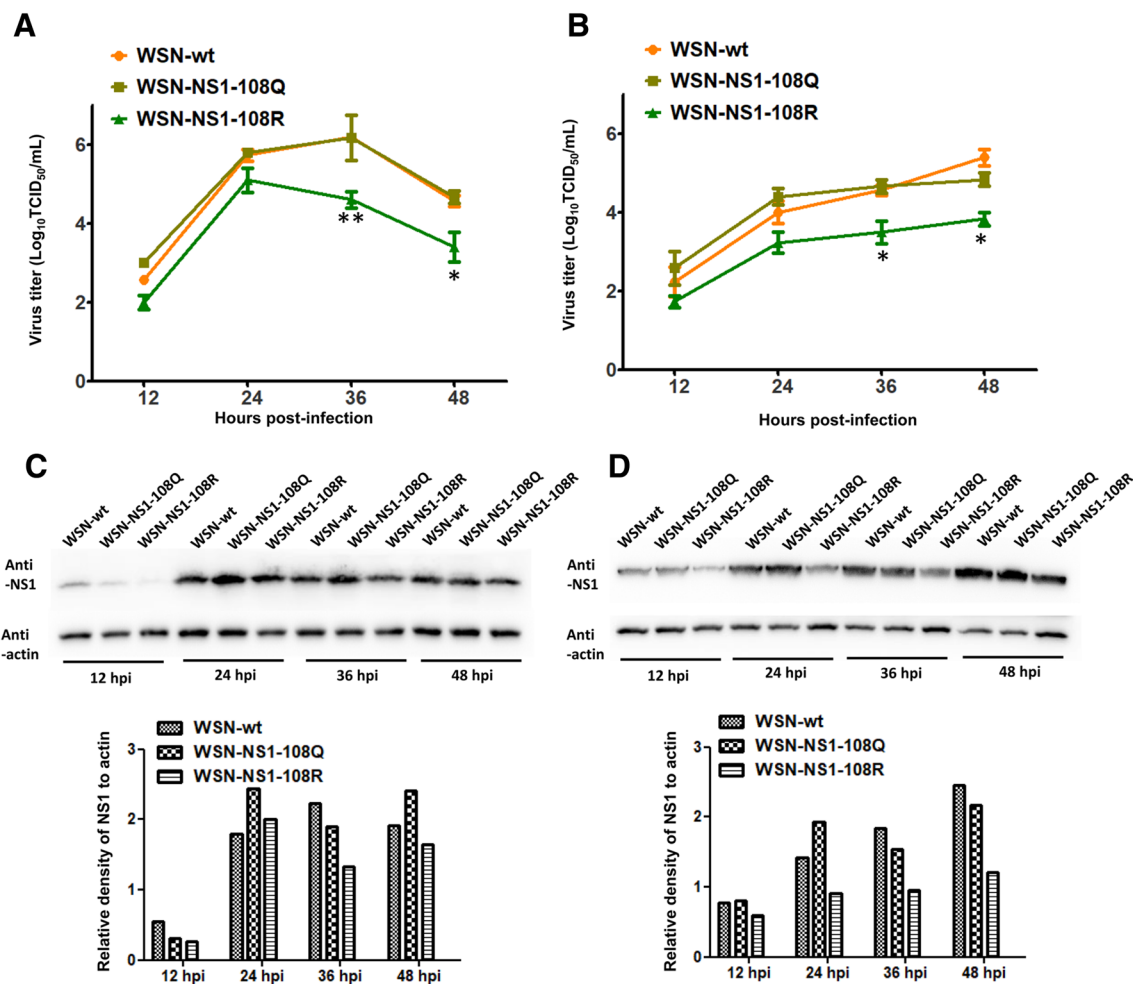 A
WSN-wt
WSN-NS1-108Q
WSN-NS1-108R
Virus titer (Log10TCID50/mL)
6
4
2
0
**
*
12 24 36 48
Hours post-infection
B
WSN-wt
WSN-NS1-108Q
WSN-NS1-108R
Virus titer (Log10TCID50/mL)
6
4
2
0
*
*
12 24 36 48
Hours post-infection
C
WSN-wt
WSN-NS1-108Q
WSN-NS1-108R
WSN-wt
WSN-NS1-108Q
WSN-NS1-108R
WSN-wt
WSN-NS1-108Q
WSN-NS1-108R
WSN-wt
WSN-NS1-108Q
WSN-NS1-108R
Anti
-NS1
Anti
-actin
12 hpi 24 hpi 36 hpi 48 hpi
WSN-wt
WSN-NS1-108Q
WSN-NS1-108R
Relative density of NS1 to actin
3
2
1
0
12 hpi 24 hpi 36 hpi 48 hpi
D
WSN-wt
WSN-NS1-108Q
WSN-NS1-108R
WSN-wt
WSN-NS1-108Q
WSN-NS1-108R
WSN-wt
WSN-NS1-108Q
WSN-NS1-108R
WSN-wt
WSN-NS1-108Q
WSN-NS1-108R
Anti
-NS1
Anti
-actin
12 hpi 24 hpi 36 hpi 48 hpi
WSN-wt
WSN-NS1-108Q
WSN-NS1-108R
Relative density of NS1 to actin
3
2
1
0
12 hpi 24 hpi 36 hpi 48 hpi